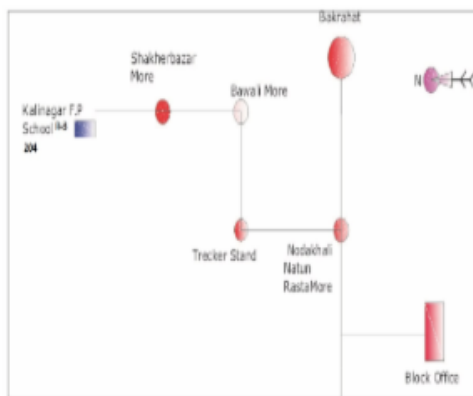 Bakrahat
Shakherbazar
More
N
Bawali More
Kalinagar F.P
School
204
Trecker Stand
Nodakhali
Natun
RastaMore
Block Office